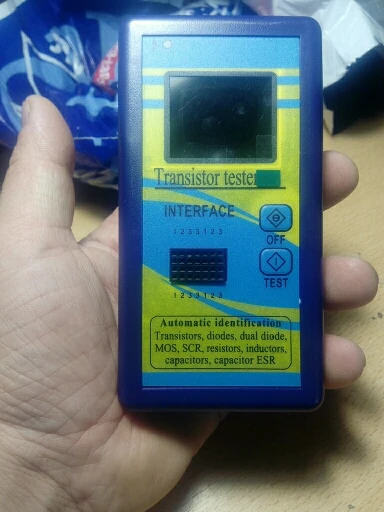 Transistor tester
INTERFACE
1 2 3 3 1 2 3
OFF
1 2 3 3 1 2 3
TEST
Automatic identification
Transistors, diodes, dual diode,
MOS, SCR, resistors, inductors,
capacitors, capacitor ESR